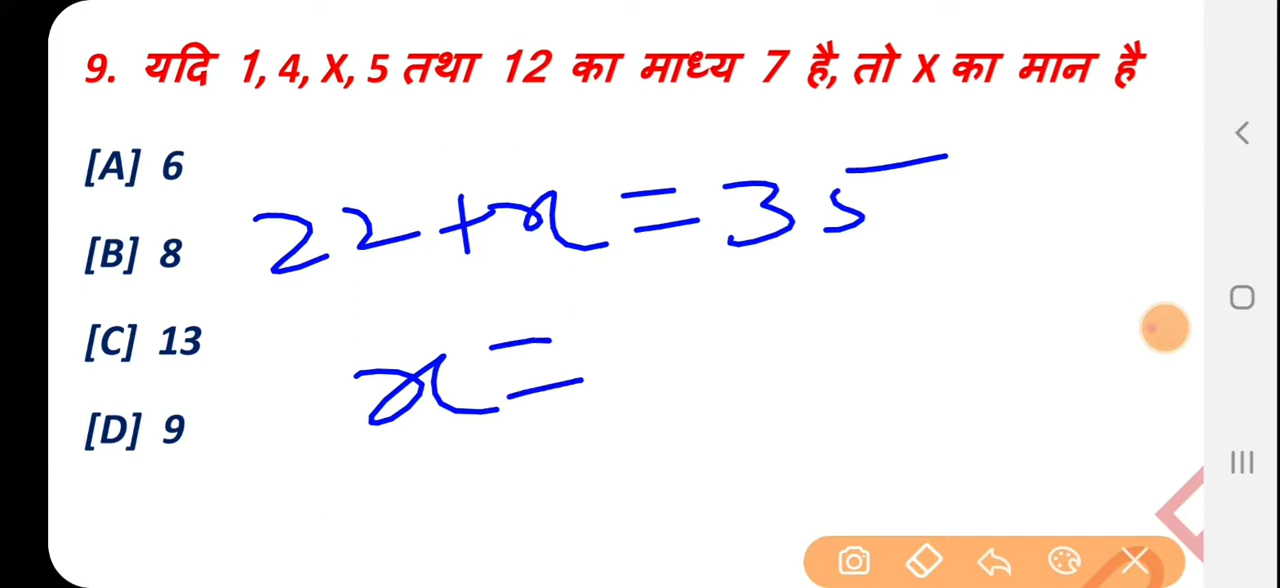 9. यदि 1, 4, X, 5 तथा 12 का माध्य 7 है, तो X का मान है
[A] 6
[B] 8
[C] 13
[D] 9
22+x=35
x=